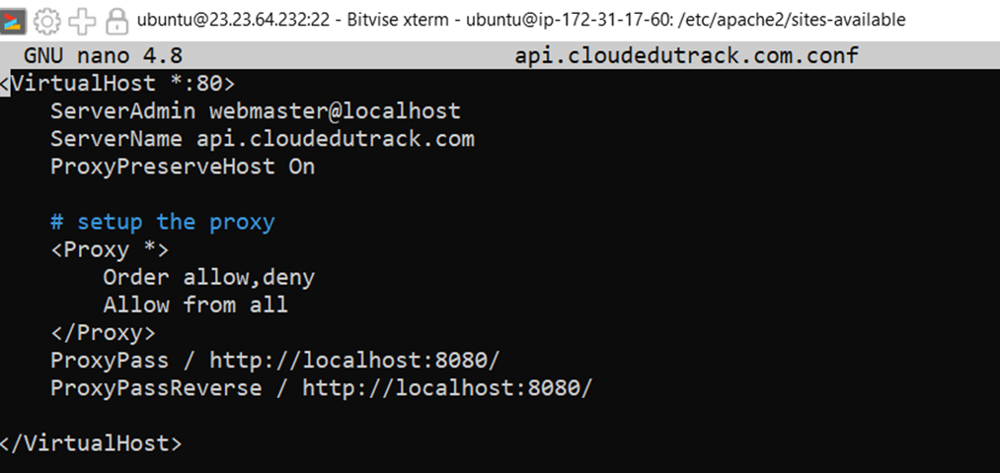 ubuntu@23.23.64.232:22 - Bitvise xterm - ubuntu@ip-172-31-17-60: /etc/apache2/sites-available
GNU nano 4.8 api.cloudedutrack.com.conf
<VirtualHost *:80>
    ServerAdmin webmaster@localhost
    ServerName api.cloudedutrack.com
    ProxyPreserveHost On

    # setup the proxy
    <Proxy *>
        Order allow,deny
        Allow from all
    </Proxy>
    ProxyPass / http://localhost:8080/
    ProxyPassReverse / http://localhost:8080/

</VirtualHost>